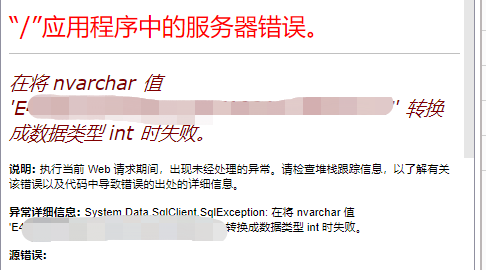 “/”应用程序中的服务器错误。
在将 nvarchar 值
'E4 ' 转换
成数据类型 int 时失败。
说明: 执行当前 Web 请求期间，出现未经处理的异常。请检查堆栈跟踪信息，以了解有关
该错误以及代码中导致错误的出处的详细信息。
异常详细信息: System.Data.SqlClient.SqlException: 在将 nvarchar 值
'E4 转换成数据类型 int 时失败。
源错误: